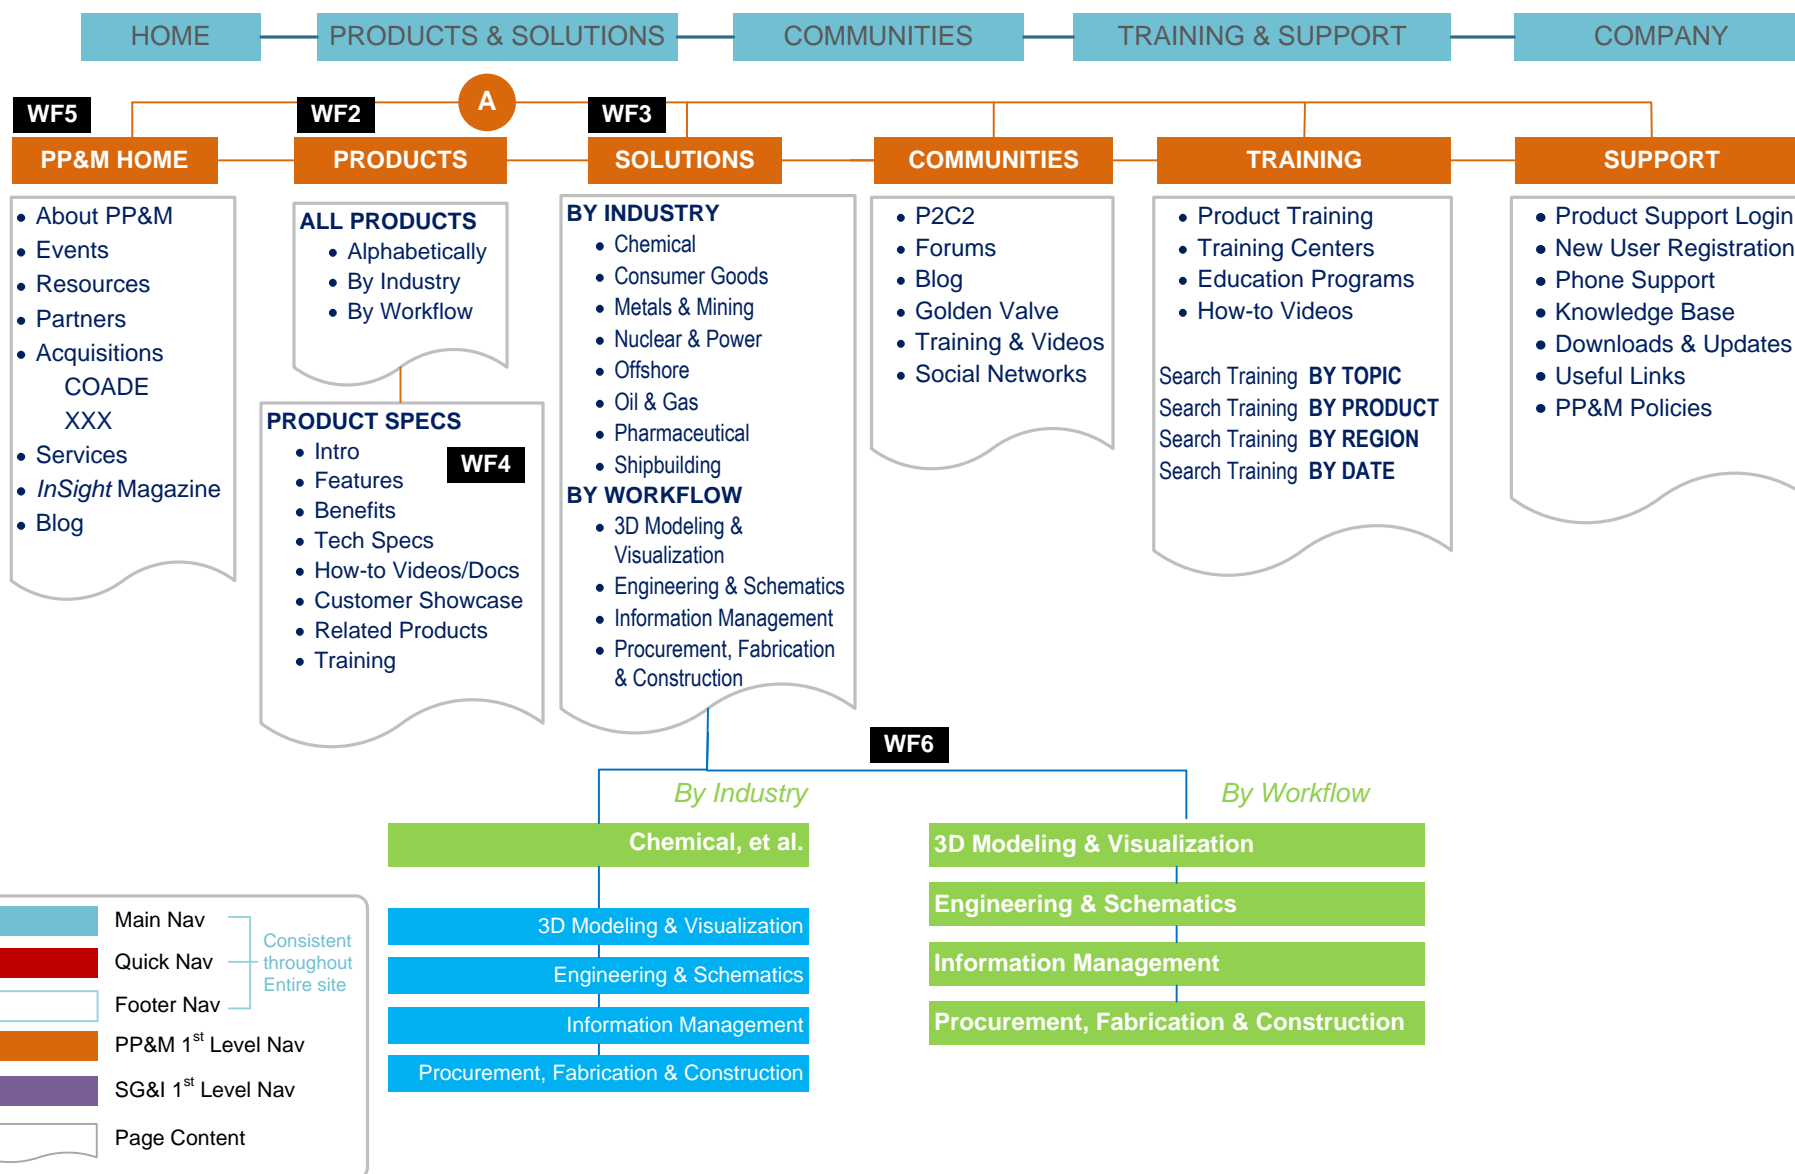 HOME
PRODUCTS & SOLUTIONS
COMMUNITIES
TRAINING & SUPPORT
COMPANY
A
WF5
WF2
WF3
PP&M HOME
PRODUCTS
SOLUTIONS
COMMUNITIES
TRAINING
SUPPORT
• About PP&M
• Events
• Resources
• Partners
• Acquisitions
COADE
XXX
• Services
• InSight Magazine
• Blog
ALL PRODUCTS
• Alphabetically
• By Industry
• By Workflow
PRODUCT SPECS
WF4
• Intro
• Features
• Benefits
• Tech Specs
• How-to Videos/Docs
• Customer Showcase
• Related Products
• Training
BY INDUSTRY
• Chemical
• Consumer Goods
• Metals & Mining
• Nuclear & Power
• Offshore
• Oil & Gas
• Pharmaceutical
• Shipbuilding
BY WORKFLOW
• 3D Modeling &
Visualization
• Engineering & Schematics
• Information Management
• Procurement, Fabrication
& Construction
• P2C2
• Forums
• Blog
• Golden Valve
• Training & Videos
• Social Networks
• Product Training
• Training Centers
• Education Programs
• How-to Videos
Search Training BY TOPIC
Search Training BY PRODUCT
Search Training BY REGION
Search Training BY DATE
• Product Support Login
• New User Registration
• Phone Support
• Knowledge Base
• Downloads & Updates
• Useful Links
• PP&M Policies
WF6
By Industry
Chemical, et al.
3D Modeling & Visualization
Engineering & Schematics
Information Management
Procurement, Fabrication & Construction
By Workflow
3D Modeling & Visualization
Engineering & Schematics
Information Management
Procurement, Fabrication & Construction
Main Nav
Quick Nav
Footer Nav
Consistent
throughout
Entire site
PP&M 1st Level Nav
SG&I 1st Level Nav
Page Content